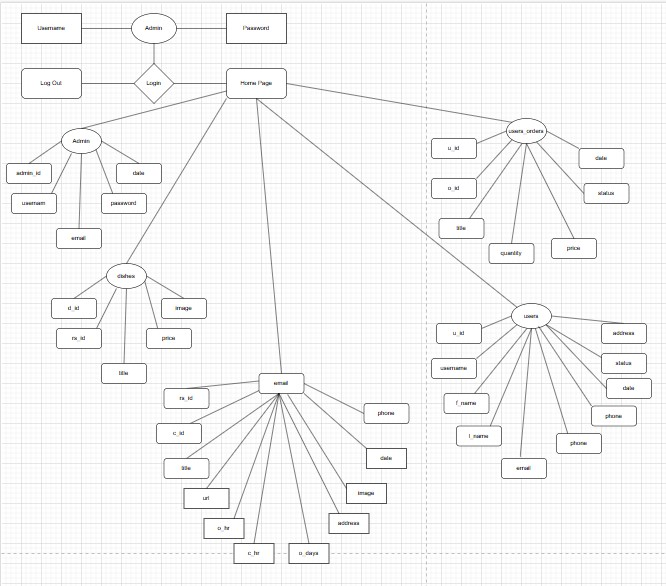 Username
Admin
Password
Log Out
Login
Home Page
Admin
admin_id
date
usernam
password
email
users_orders
u_id
date
o_id
status
title
quantity
price
dishes
d_id
image
rs_id
price
title
users
u_id
address
username
status
date
f_name
phone
l_name
phone
email
email
rs_id
phone
c_id
title
date
url
image
o_hr
address
c_hr
o_days